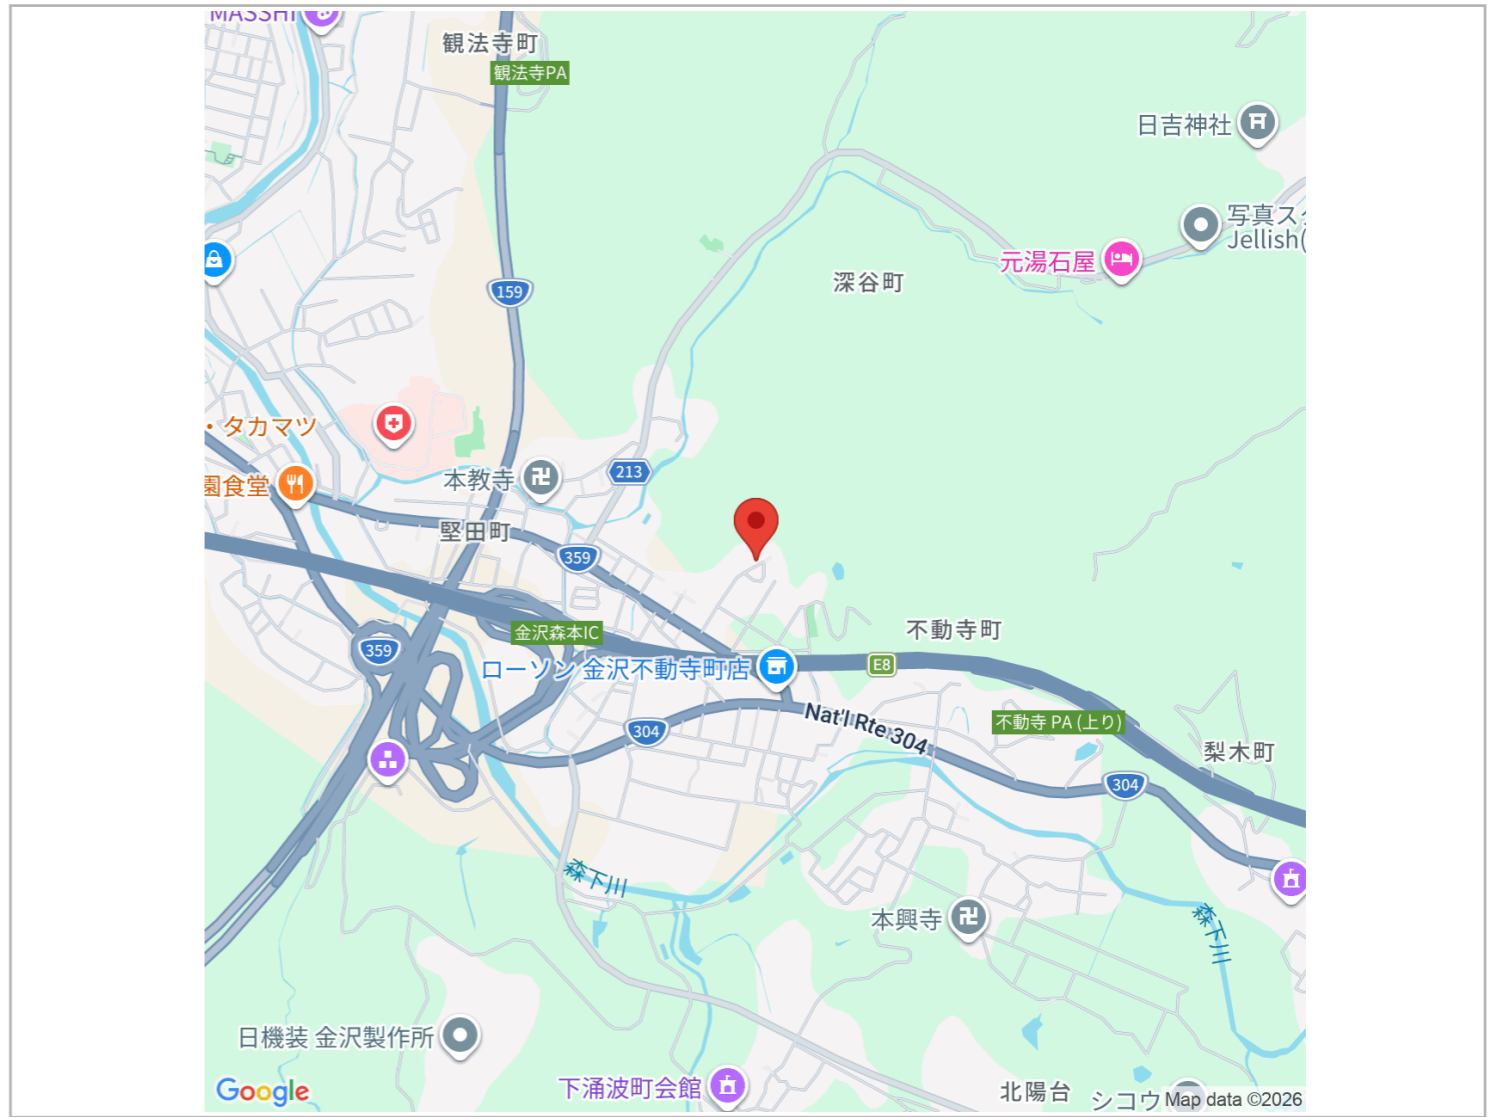 MASSHI
観法寺町
観法寺PA
日吉神社
写真ス
Jellish(
元湯石屋
深谷町
159
・タカマツ
園食堂
本教寺
213
堅田町
359
金沢森本IC
不動寺町
359
ローソン 金沢不動寺町店
E8
304
Nat'l Rte 304
不動寺 PA (上り)
梨木町
304
森下川
本興寺
森下川
日機装 金沢製作所
Google
下涌波町会館
北陽台
シコウ
Map data ©2026